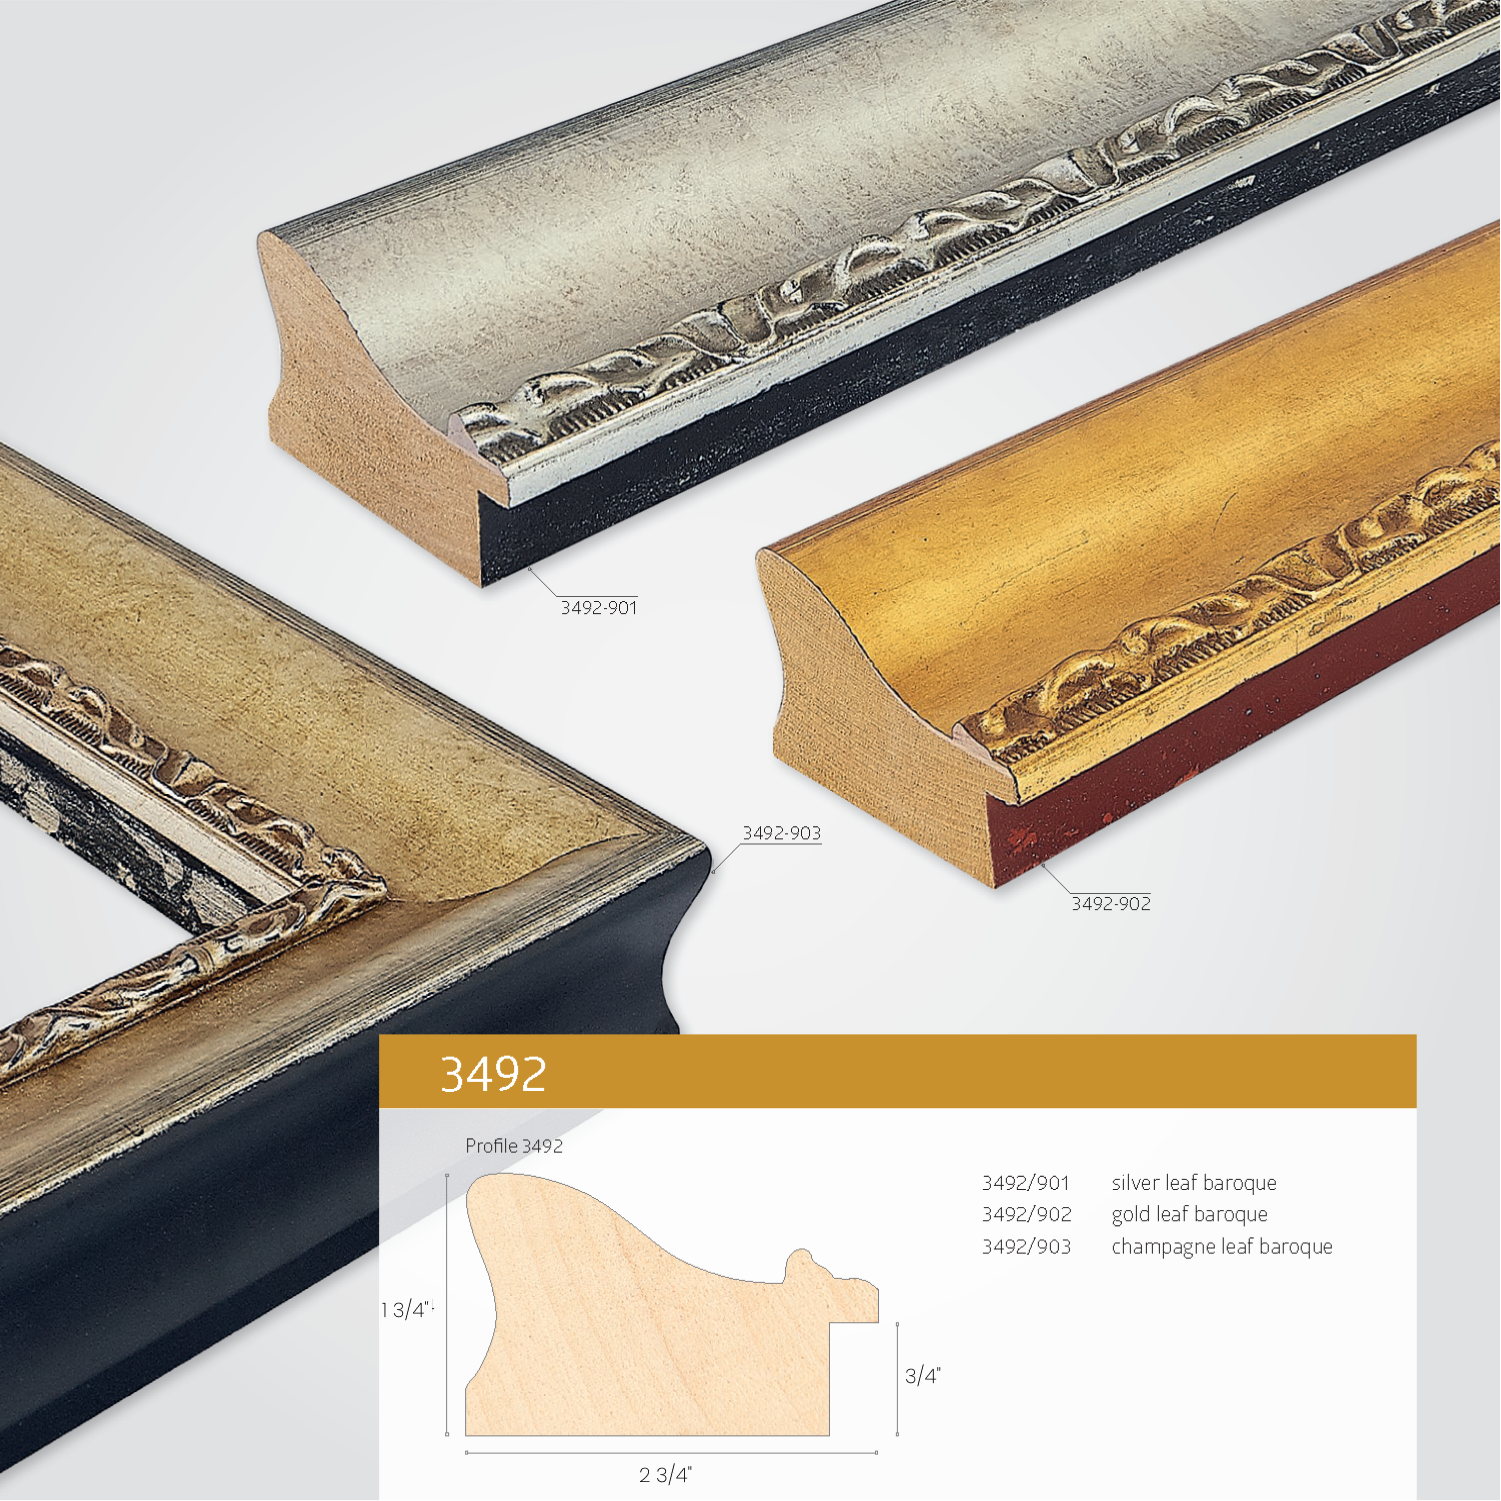 3492-901
3492-903
3492-902
3492
Profile 3492
3492/901 silver leaf baroque
3492/902 gold leaf baroque
3492/903 champagne leaf baroque
1 3/4"
3/4"
2 3/4"